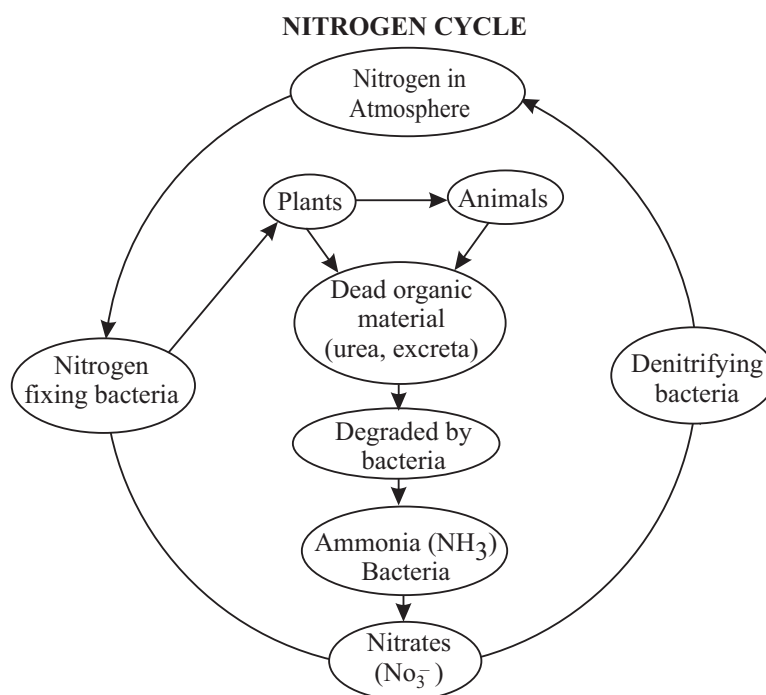 NITROGEN CYCLE
Nitrogen in
Atmosphere
Plants
Animals
Dead organic
material
(urea, excreta)
Nitrogen
fixing bacteria
Denitrifying
bacteria
Degraded by
bacteria
Ammonia (NH₃)
Bacteria
Nitrates
(No₃⁻)